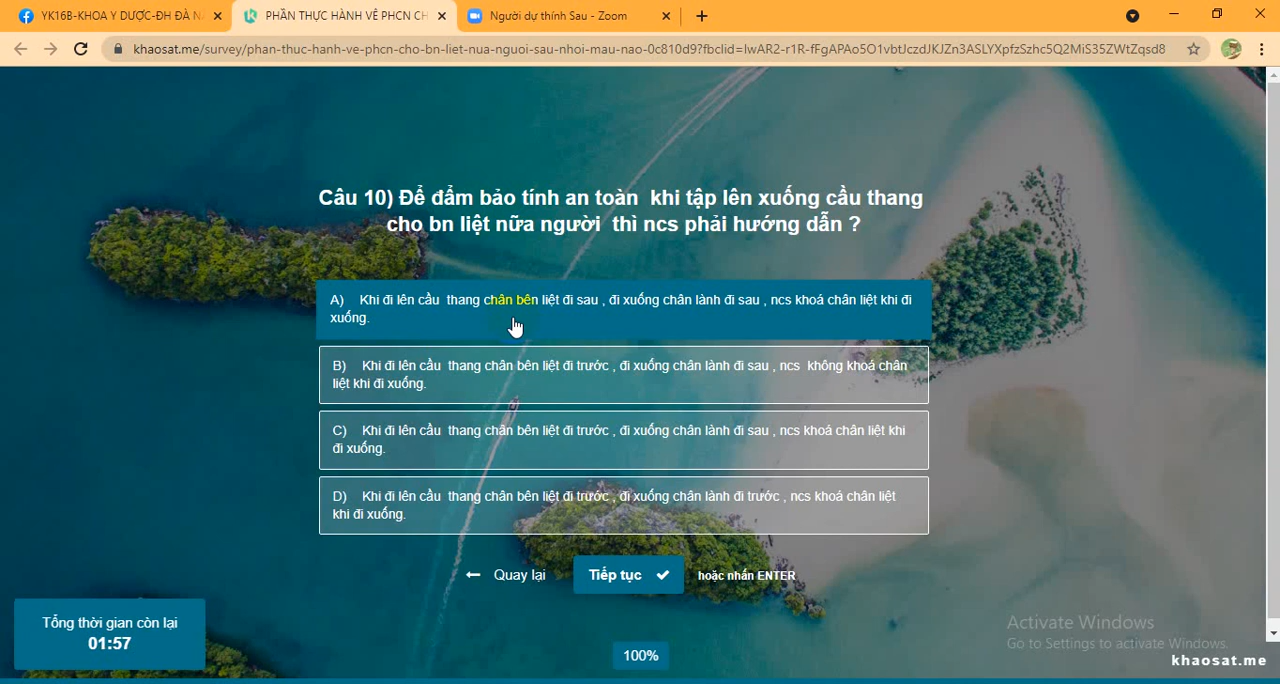 YK16B-KHOA Y DƯỢC-ĐH ĐÀ N
PHẦN THỰC HÀNH VỀ PHCN CH
Người dự thính Sau - Zoom
khaosat.me/survey/phan-thuc-hanh-ve-phcn-cho-bn-liet-nua-nguoi-sau-nhoi-mau-nao-0c810d9?fbclid=IwAR2-r1R-fFgAPAo5O1vbtJczdJKJZn3ASLYXpfzSzhc5Q2MiS35ZWtZqsd8
Câu 10) Để đẩm bảo tính an toàn khi tập lên xuống cầu thang
cho bn liệt nữa người thì ncs phải hướng dẫn ?
A) Khi đi lên cầu thang chân bên liệt đi sau , đi xuống chân lành đi sau , ncs khoá chân liệt khi đi
xuống.
B) Khi đi lên cầu thang chân bên liệt đi trước , đi xuống chân lành đi sau , ncs không khoá chân
liệt khi đi xuống.
C) Khi đi lên cầu thang chân bên liệt đi trước , đi xuống chân lành đi sau , ncs khoá chân liệt khi
đi xuống.
D) Khi đi lên cầu thang chân bên liệt đi trước , đi xuống chân lành đi trước , ncs khoá chân liệt
khi đi xuống.
Quay lại
Tiếp tục
hoặc nhấn ENTER
Tổng thời gian còn lại
01:57
100%
Activate Windows
Go to Settings to activate Windows.
khaosat.me